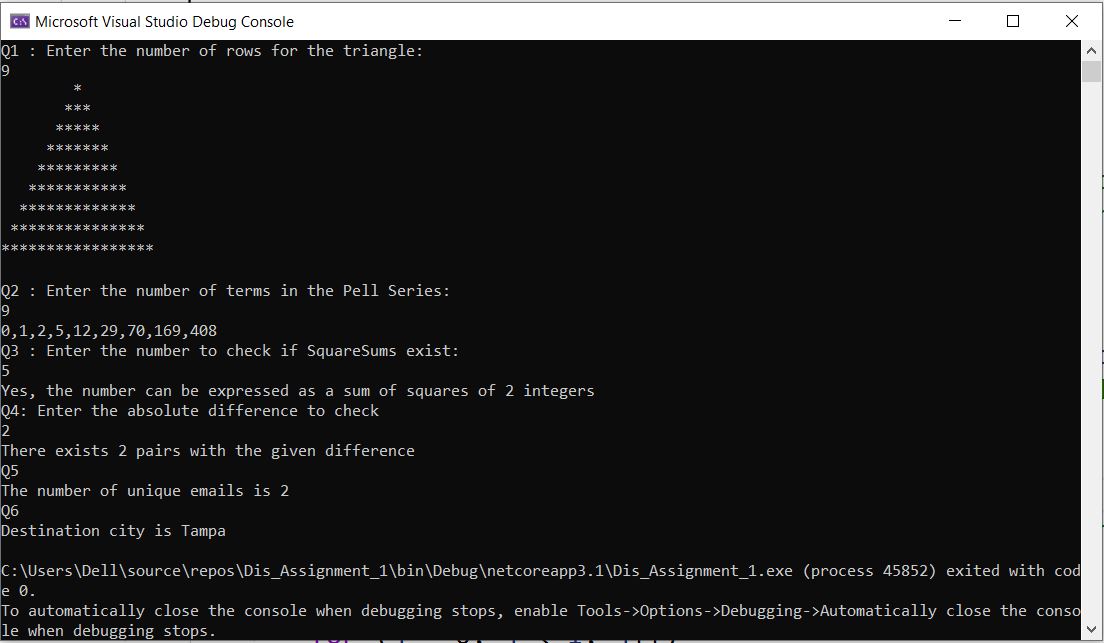 Microsoft Visual Studio Debug Console
Q1 : Enter the number of rows for the triangle:
9
        *
       ***
      *****
     *******
    *********
   ***********
  *************
 ***************
*****************
Q2 : Enter the number of terms in the Pell Series:
9
0,1,2,5,12,29,70,169,408
Q3 : Enter the number to check if SquareSums exist:
5
Yes, the number can be expressed as a sum of squares of 2 integers
Q4: Enter the absolute difference to check
2
There exists 2 pairs with the given difference
Q5
The number of unique emails is 2
Q6
Destination city is Tampa
C:\Users\Dell\source\repos\Dis_Assignment_1\bin\Debug\netcoreapp3.1\Dis_Assignment_1.exe (process 45852) exited with cod
e 0.
To automatically close the console when debugging stops, enable Tools->Options->Debugging->Automatically close the conso
le when debugging stops.